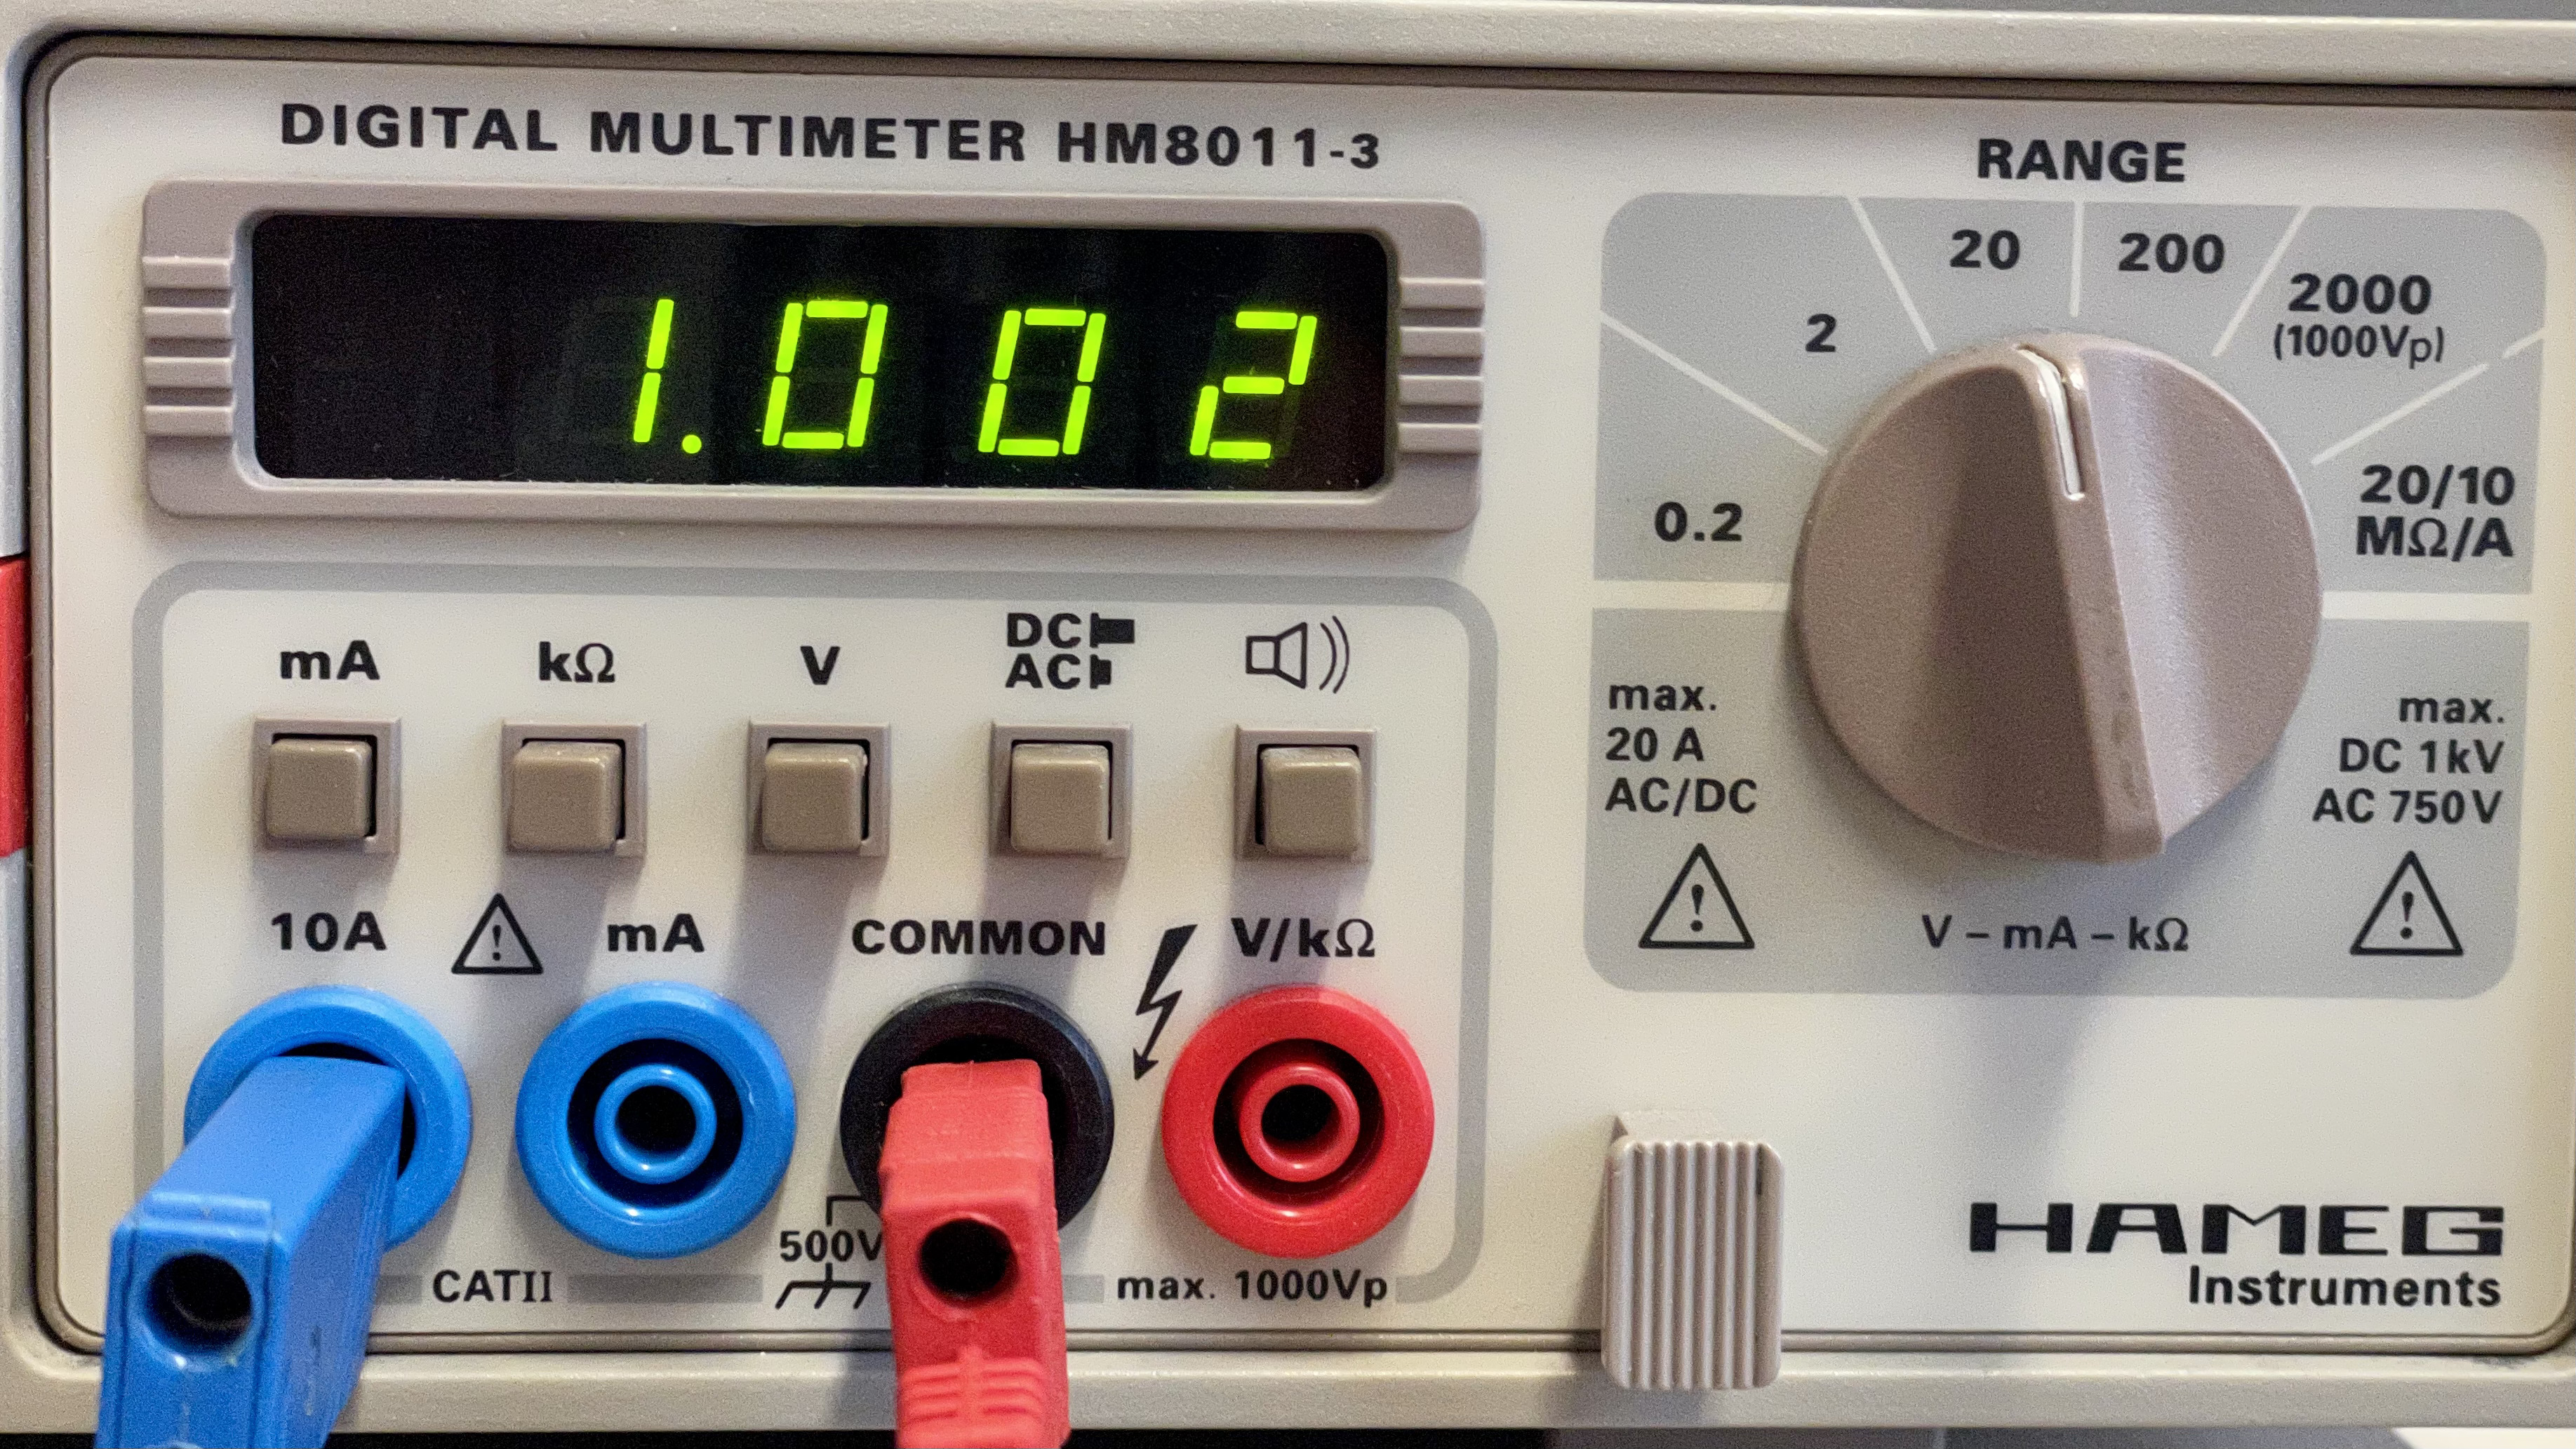 DIGITAL MULTIMETER HM8011-3
1.002
mA
kΩ
V
DC
AC
10A
mA
COMMON
V/kΩ
500V
CATII
max. 1000Vp
RANGE
0.2
2
20
200
2000
(1000Vp)
20/10
MΩ/A
max.
20 A
AC/DC
max.
DC 1kV
AC 750V
!
!
!
V – mA – kΩ
HAMEG
Instruments